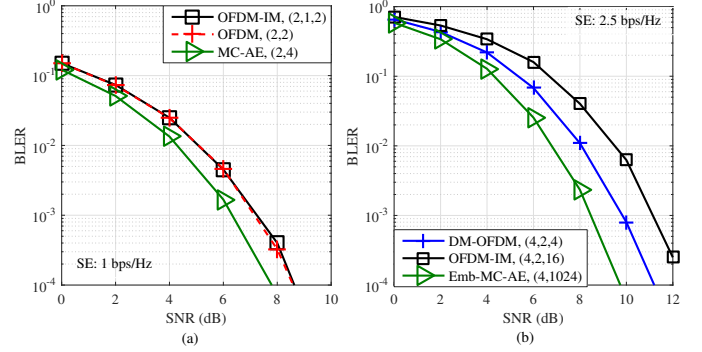 10^0
10^-1
10^-2
10^-3
10^-4
BLER
OFDM-IM, (2,1,2)
OFDM, (2,2)
MC-AE, (2,4)
SE: 1 bps/Hz
0 2 4 6 8 10
SNR (dB)
(a)
10^0
10^-1
10^-2
10^-3
10^-4
BLER
SE: 2.5 bps/Hz
DM-OFDM, (4,2,4)
OFDM-IM, (4,2,16)
Emb-MC-AE, (4,1024)
0 2 4 6 8 10 12
SNR (dB)
(b)